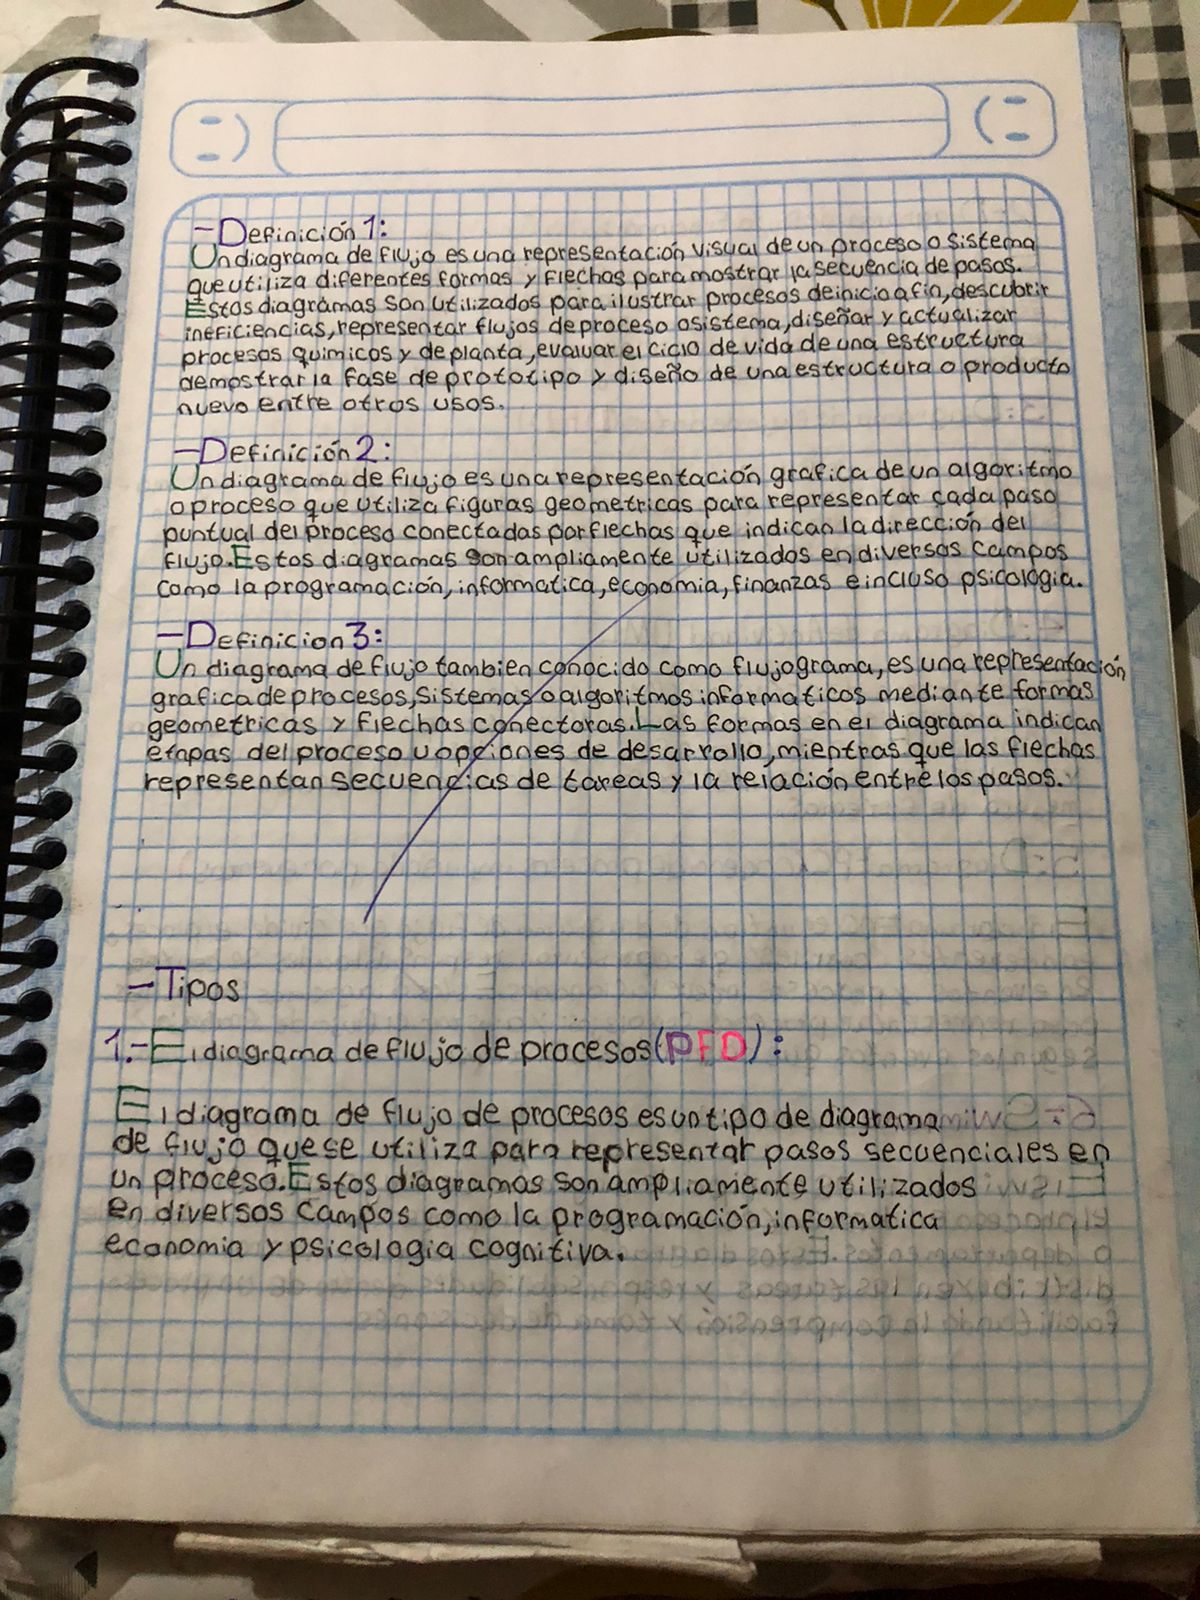 -Definición 1:
Un diagrama de flujo es una representación visual de un proceso o sistema
que utiliza diferentes formas y flechas para mostrar la secuencia de pasos.
Estos diagramas son utilizados para ilustrar procesos de inicio a fin, descubrir
ineficiencias, representar flujos de proceso o sistema, diseñar y actualizar
procesos quimicos y de planta, evaluar el ciclo de vida de una estructura
demostrar la fase de prototipo y diseño de una estructura o producto
nuevo entre otros usos.
-Definición 2:
Un diagrama de flujo es una representación grafica de un algoritmo
o proceso que utiliza figuras geometricas para representar cada paso
puntual del proceso conectadas por flechas que indican la dirección del
flujo. Estos diagramas son ampliamente utilizados en diversos campos
como la programación, informatica, economia, finanzas e incluso psicologia.
-Definicion 3:
Un diagrama de flujo tambien conocido como flujograma, es una representación
grafica de procesos, sistemas o algoritmos informaticos mediante formas
geometricas y flechas conectoras. Las formas en el diagrama indican
etapas del proceso u opciones de desarrollo, mientras que las flechas
representan secuencias de tareas y la relación entre los pasos.
-Tipos
1.- El diagrama de flujo de procesos (PFD):
El diagrama de flujo de procesos es un tipo de diagrama
de flujo que se utiliza para representar pasos secuenciales en
un proceso. Estos diagramas son ampliamente utilizados
en diversos campos como la programación, informatica
economia y psicologia cognitiva.